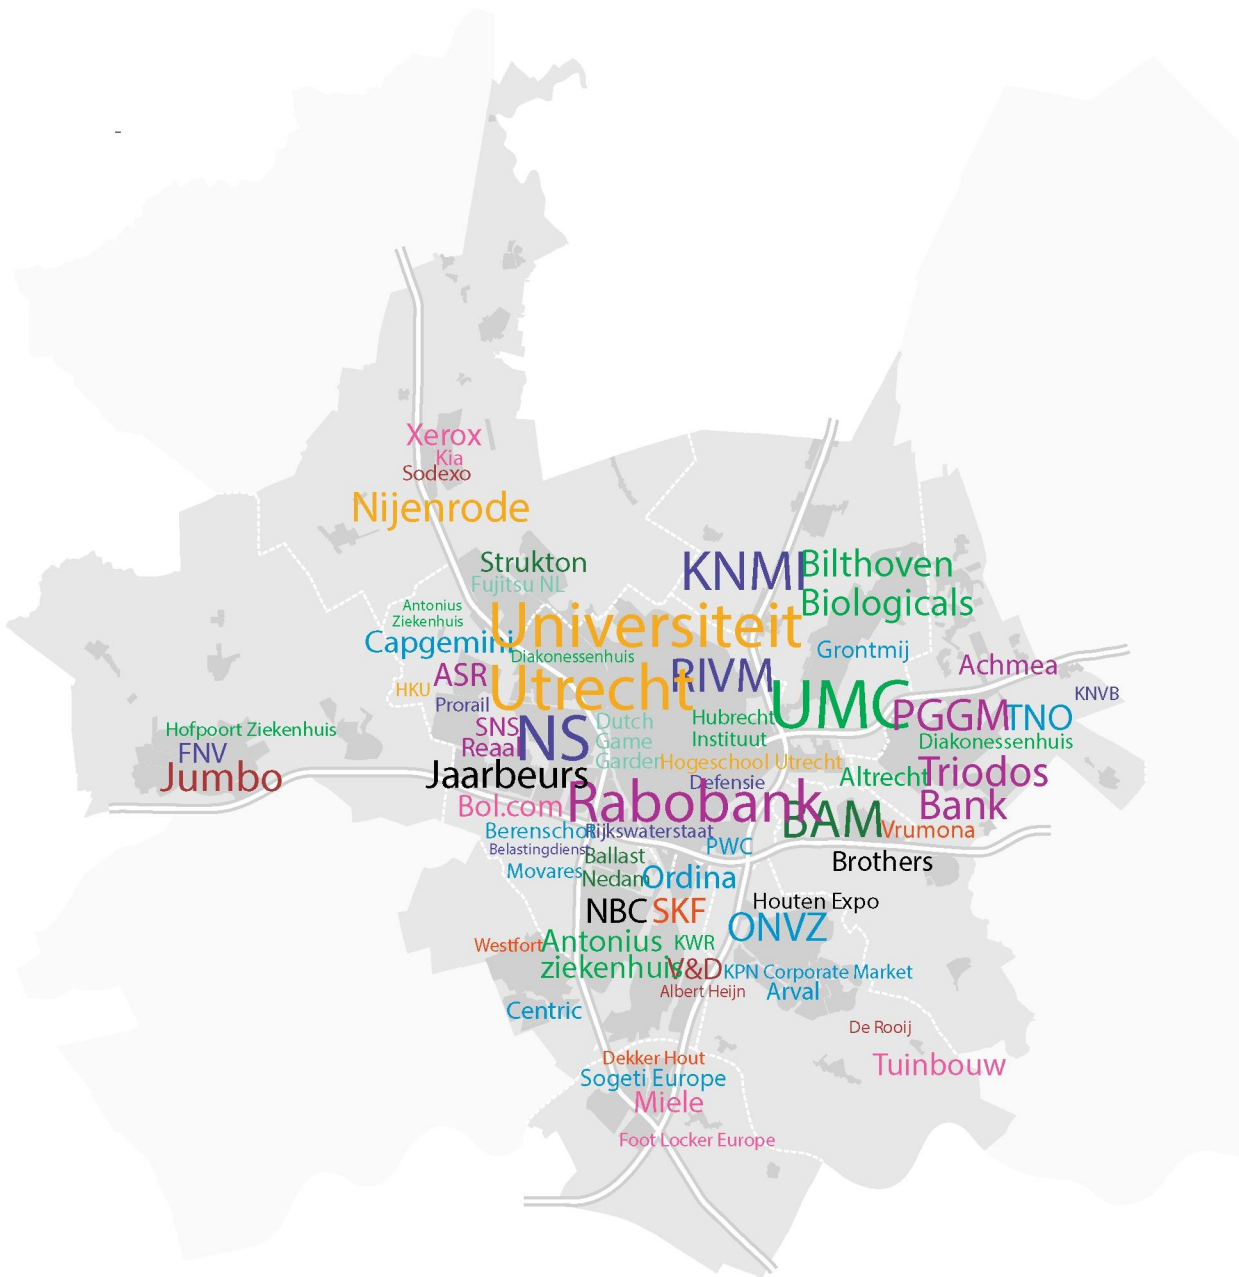 -
Xerox
Kia
Sodexo
Nijenrode
Strukton
Fujitsu NL
KNMI
Bilthoven
Biologicals
Antonius
Ziekenhuis
Universiteit
Utrecht
Capgemini
Diakonessenhuis
Grontmij
RIVM
ASR
HKU
Achmea
KNVB
Prorail
UMC
PGGM
TNO
SNS
Reaal
NS
Dutch
Game
Garden
Hubrecht
Instituut
Diakonessenhuis
Hofpoort Ziekenhuis
FNV
Jumbo
Jaarbeurs
Hogeschool Utrecht
Defensie
Altrecht
Triodos
Bank
Bol.com
Rabobank
BAM
Vrumona
Berenschot
Rijkswaterstaat
Belastingdienst
PWC
Ballast
Nedam
Brothers
Movares
Ordina
Houten Expo
NBC
SKF
ONVZ
Westfort
Antonius
ziekenhuis
KWR
V&D
KPN Corporate Market
Albert Heijn
Arval
Centric
De Rooij
Dekker Hout
Tuinbouw
Sogeti Europe
Miele
Foot Locker Europe